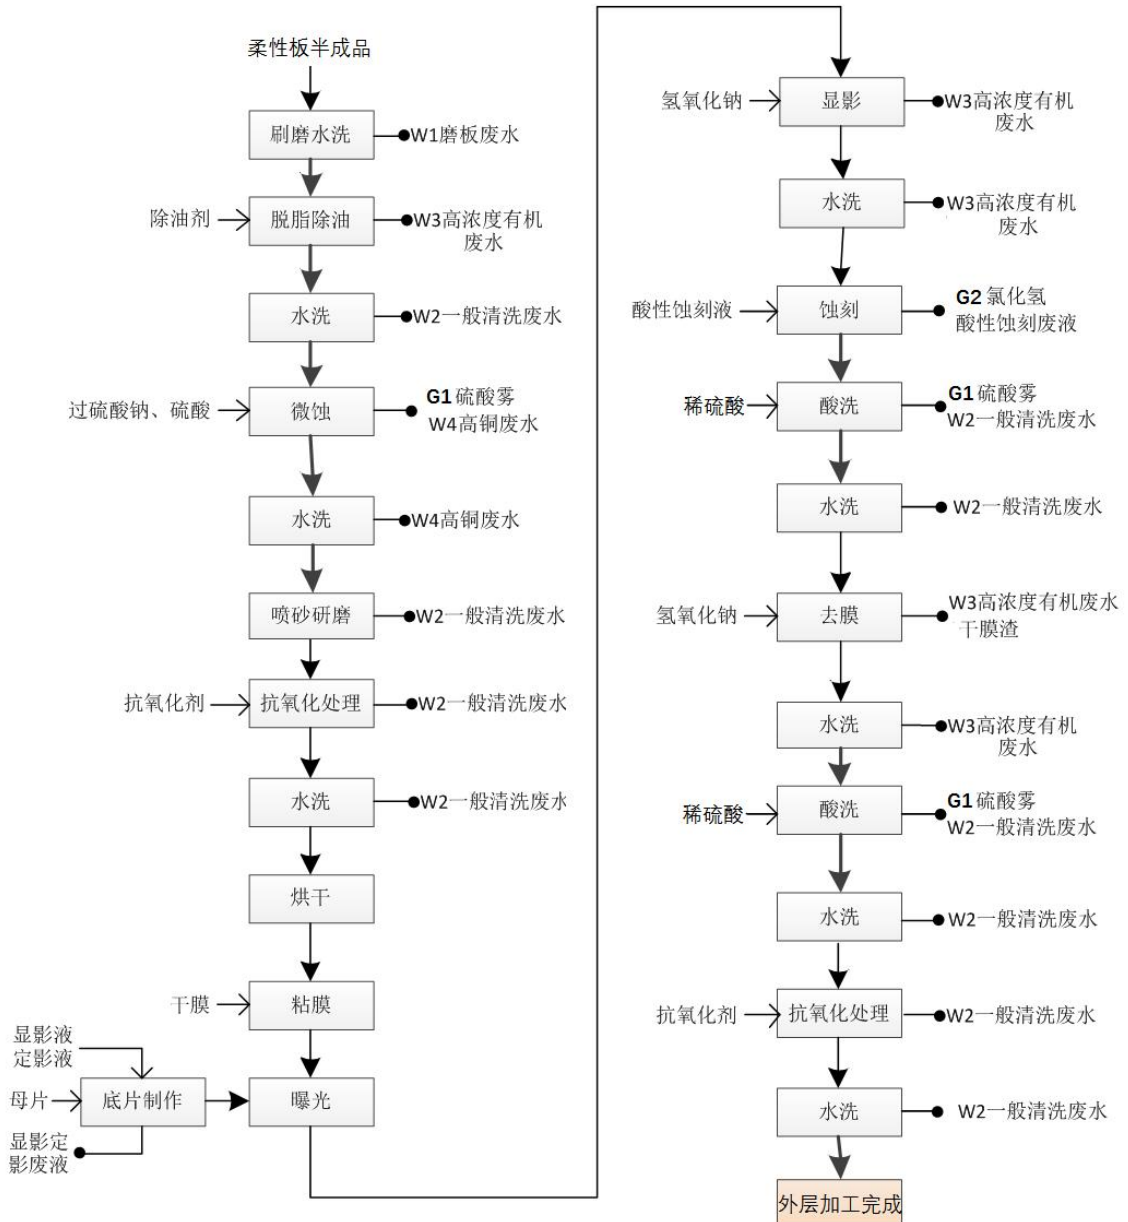 柔性板半成品
刷磨水洗
W1磨板废水
除油剂
脱脂除油
W3高浓度有机
废水
水洗
W2一般清洗废水
过硫酸钠、硫酸
微蚀
G1硫酸雾
W4高铜废水
水洗
W4高铜废水
喷砂研磨
W2一般清洗废水
抗氧化剂
抗氧化处理
W2一般清洗废水
水洗
W2一般清洗废水
烘干
干膜
粘膜
显影液
定影液
母片
底片制作
曝光
显影定
影废液
氢氧化钠
显影
W3高浓度有机
废水
水洗
W3高浓度有机
废水
酸性蚀刻液
蚀刻
G2 氯化氢
酸性蚀刻废液
稀硫酸
酸洗
G1硫酸雾
W2一般清洗废水
水洗
W2一般清洗废水
氢氧化钠
去膜
W3高浓度有机废水
干膜渣
水洗
W3高浓度有机
废水
稀硫酸
酸洗
G1硫酸雾
W2一般清洗废水
水洗
W2一般清洗废水
抗氧化剂
抗氧化处理
W2一般清洗废水
水洗
W2一般清洗废水
外层加工完成